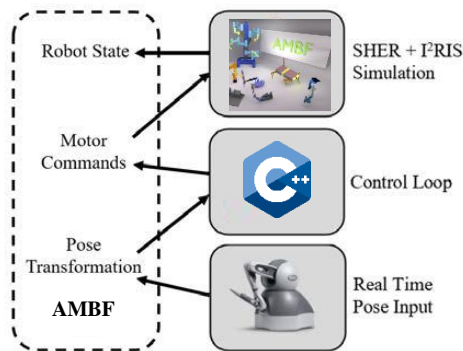 Robot State
AMBF
SHER + I²RIS
Simulation
Motor
Commands
C++
Control Loop
Pose
Transformation
Real Time
Pose Input
AMBF